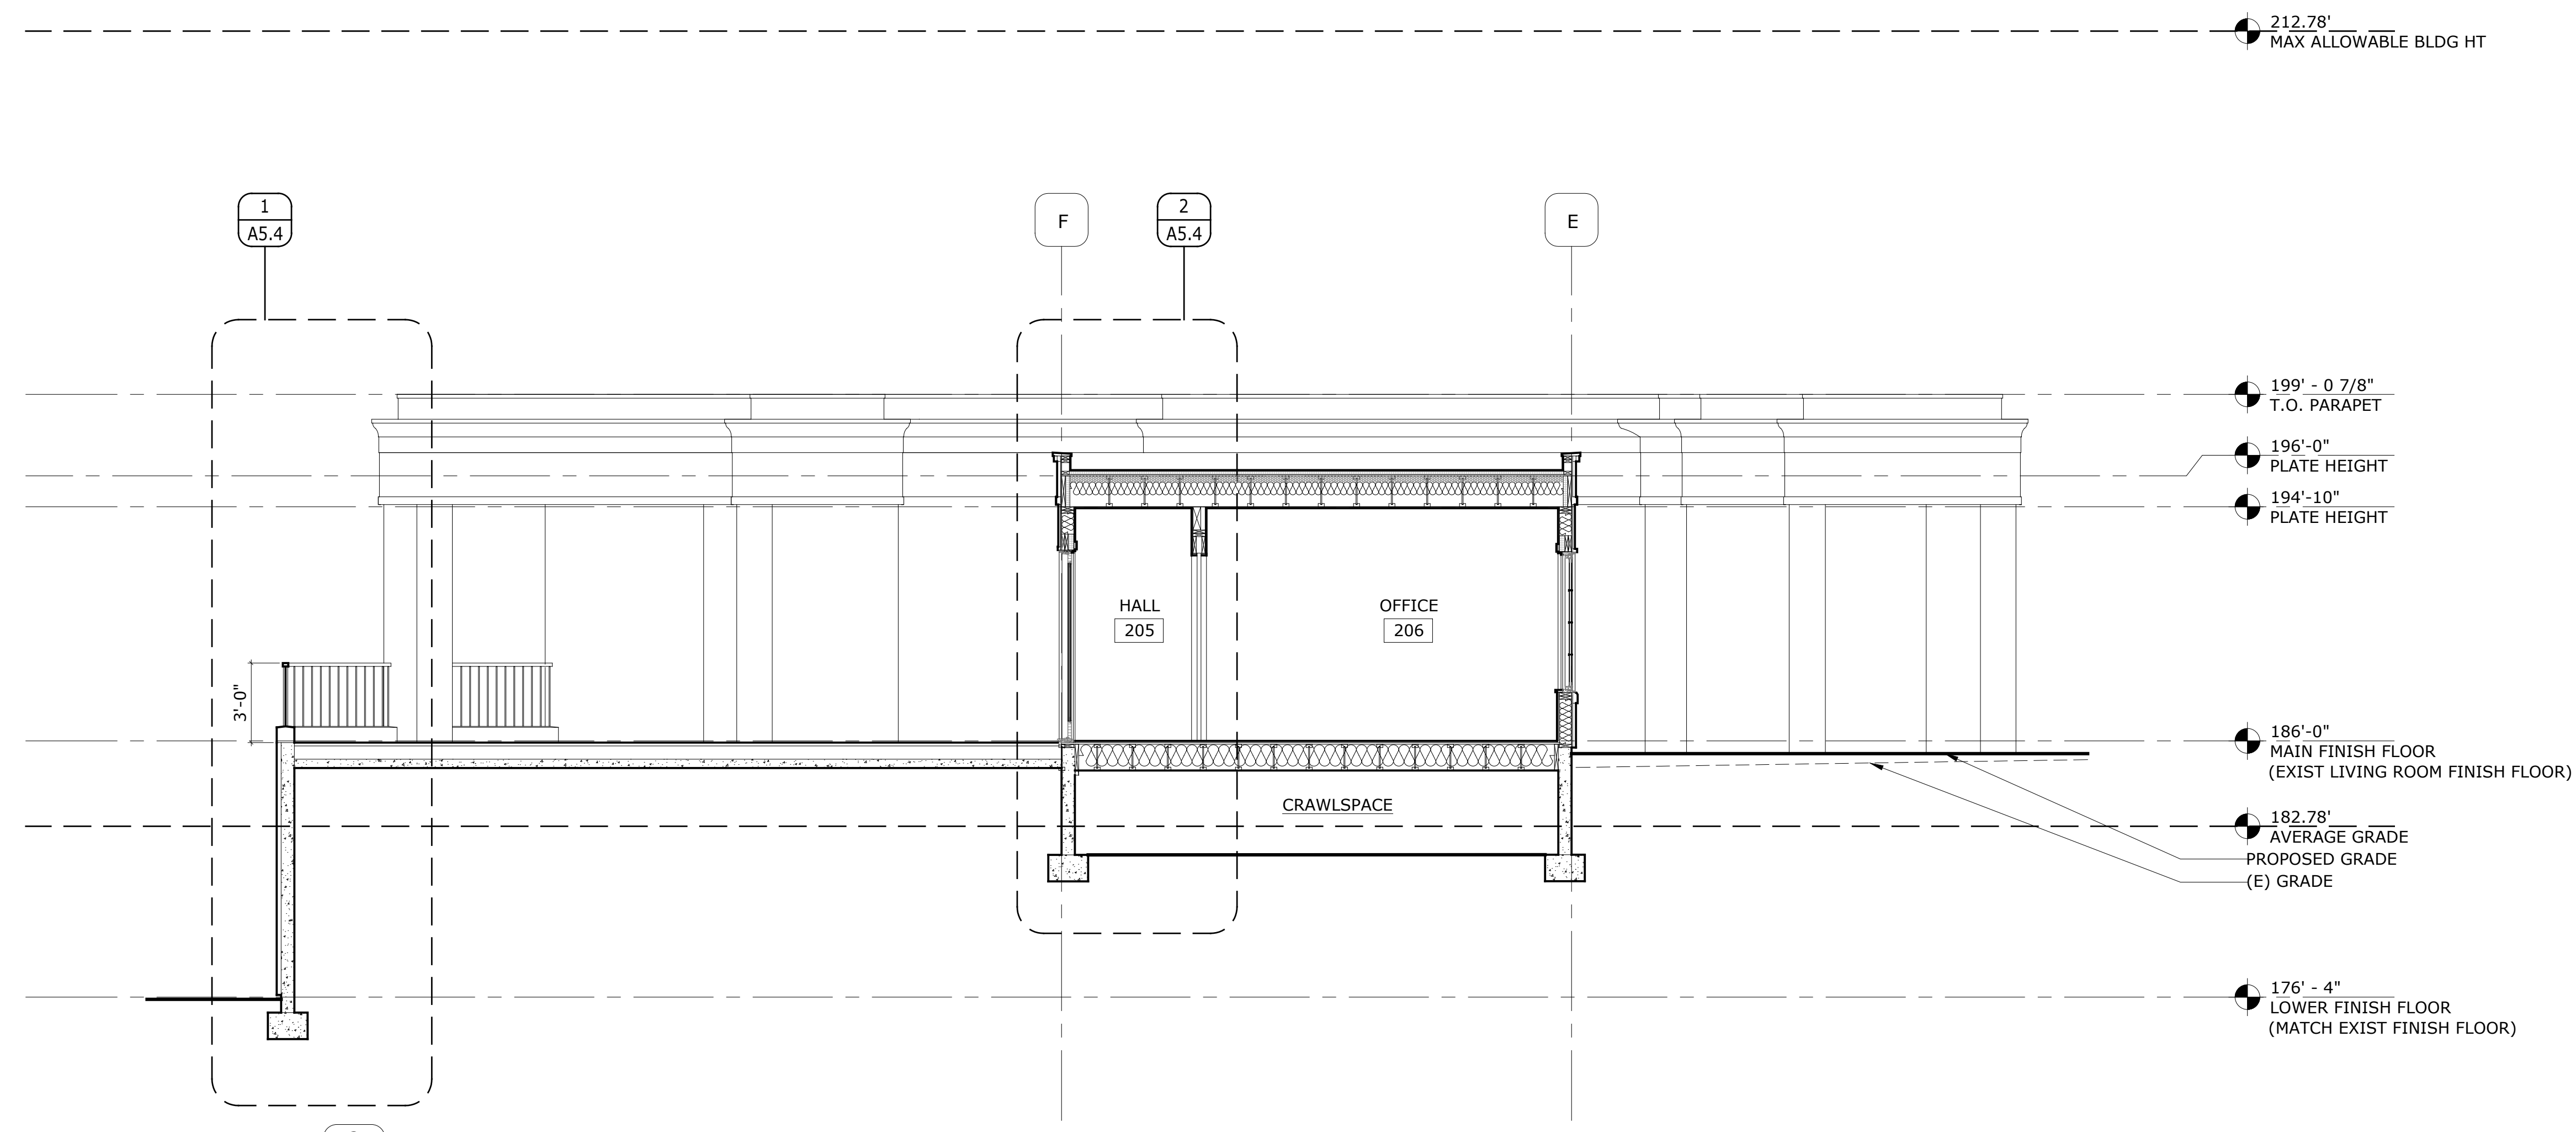 212.78'
MAX ALLOWABLE BLDG HT
1
A5.4
F
2
A5.4
E
199' - 0 7/8"
T.O. PARAPET
196'-0"
PLATE HEIGHT
194'-10"
PLATE HEIGHT
HALL
205
OFFICE
206
3'-0"
186'-0"
MAIN FINISH FLOOR
(EXIST LIVING ROOM FINISH FLOOR)
CRAWLSPACE
182.78'
AVERAGE GRADE
PROPOSED GRADE
(E) GRADE
176' - 4"
LOWER FINISH FLOOR
(MATCH EXIST FINISH FLOOR)